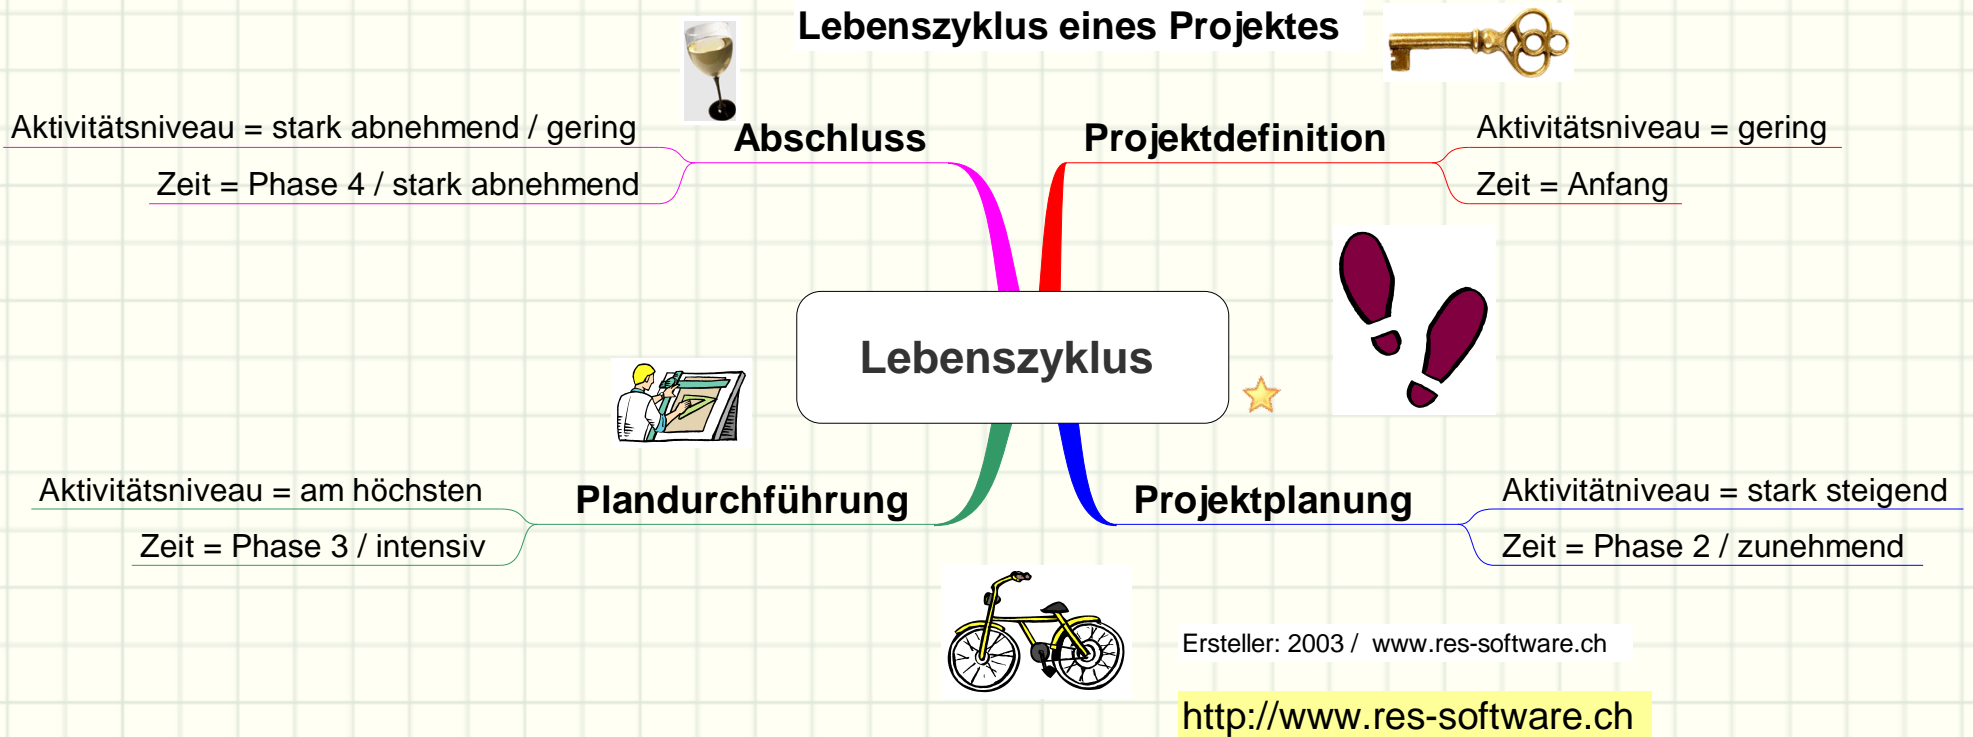 Lebenszyklus eines Projektes
Aktivitätsniveau = stark abnehmend / gering
Zeit = Phase 4 / stark abnehmend
Abschluss
Projektdefinition
Aktivitätsniveau = gering
Zeit = Anfang
Lebenszyklus
Aktivitätsniveau = am höchsten
Zeit = Phase 3 / intensiv
Plandurchführung
Projektplanung
Aktivitätniveau = stark steigend
Zeit = Phase 2 / zunehmend
Ersteller: 2003 / www.res-software.ch
http://www.res-software.ch